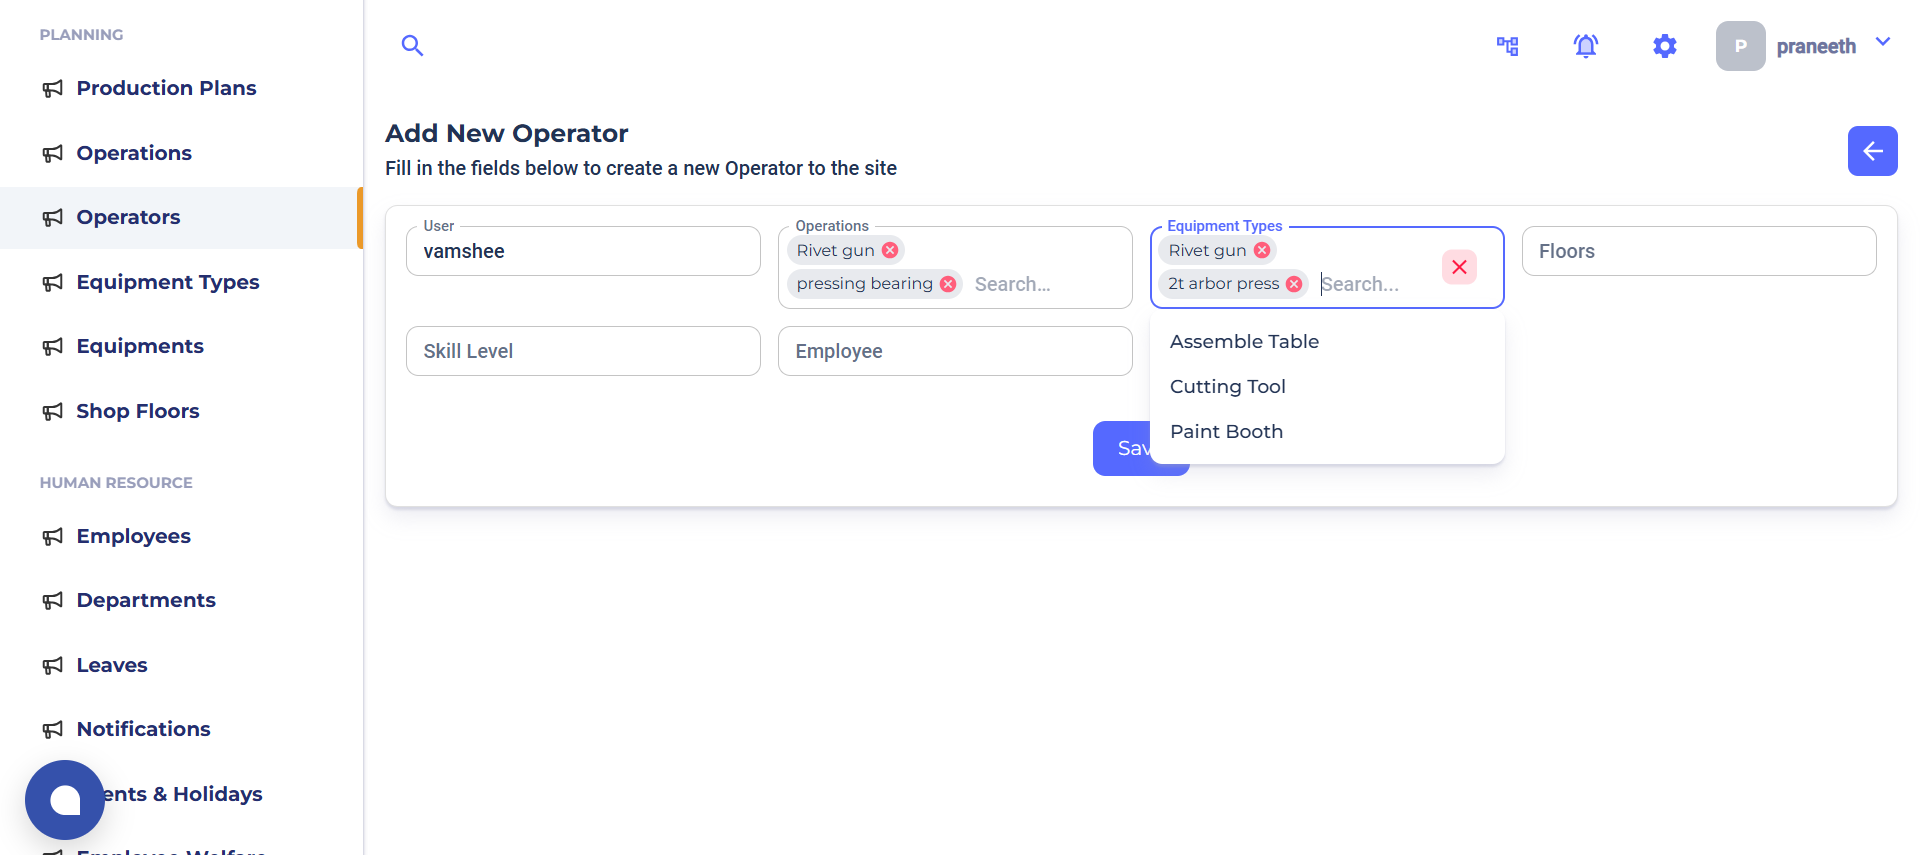 PLANNING
Production Plans
Operations
Operators
Equipment Types
Equipments
Shop Floors
HUMAN RESOURCE
Employees
Departments
Leaves
Notifications
ents & Holidays
Employee Welfare
P
praneeth
Add New Operator
Fill in the fields below to create a new Operator to the site
User
vamshee
Operations
Rivet gun
pressing bearing
Search...
Equipment Types
Rivet gun
2t arbor press
Search...
Floors
Skill Level
Employee
Assemble Table
Cutting Tool
Paint Booth
Sav